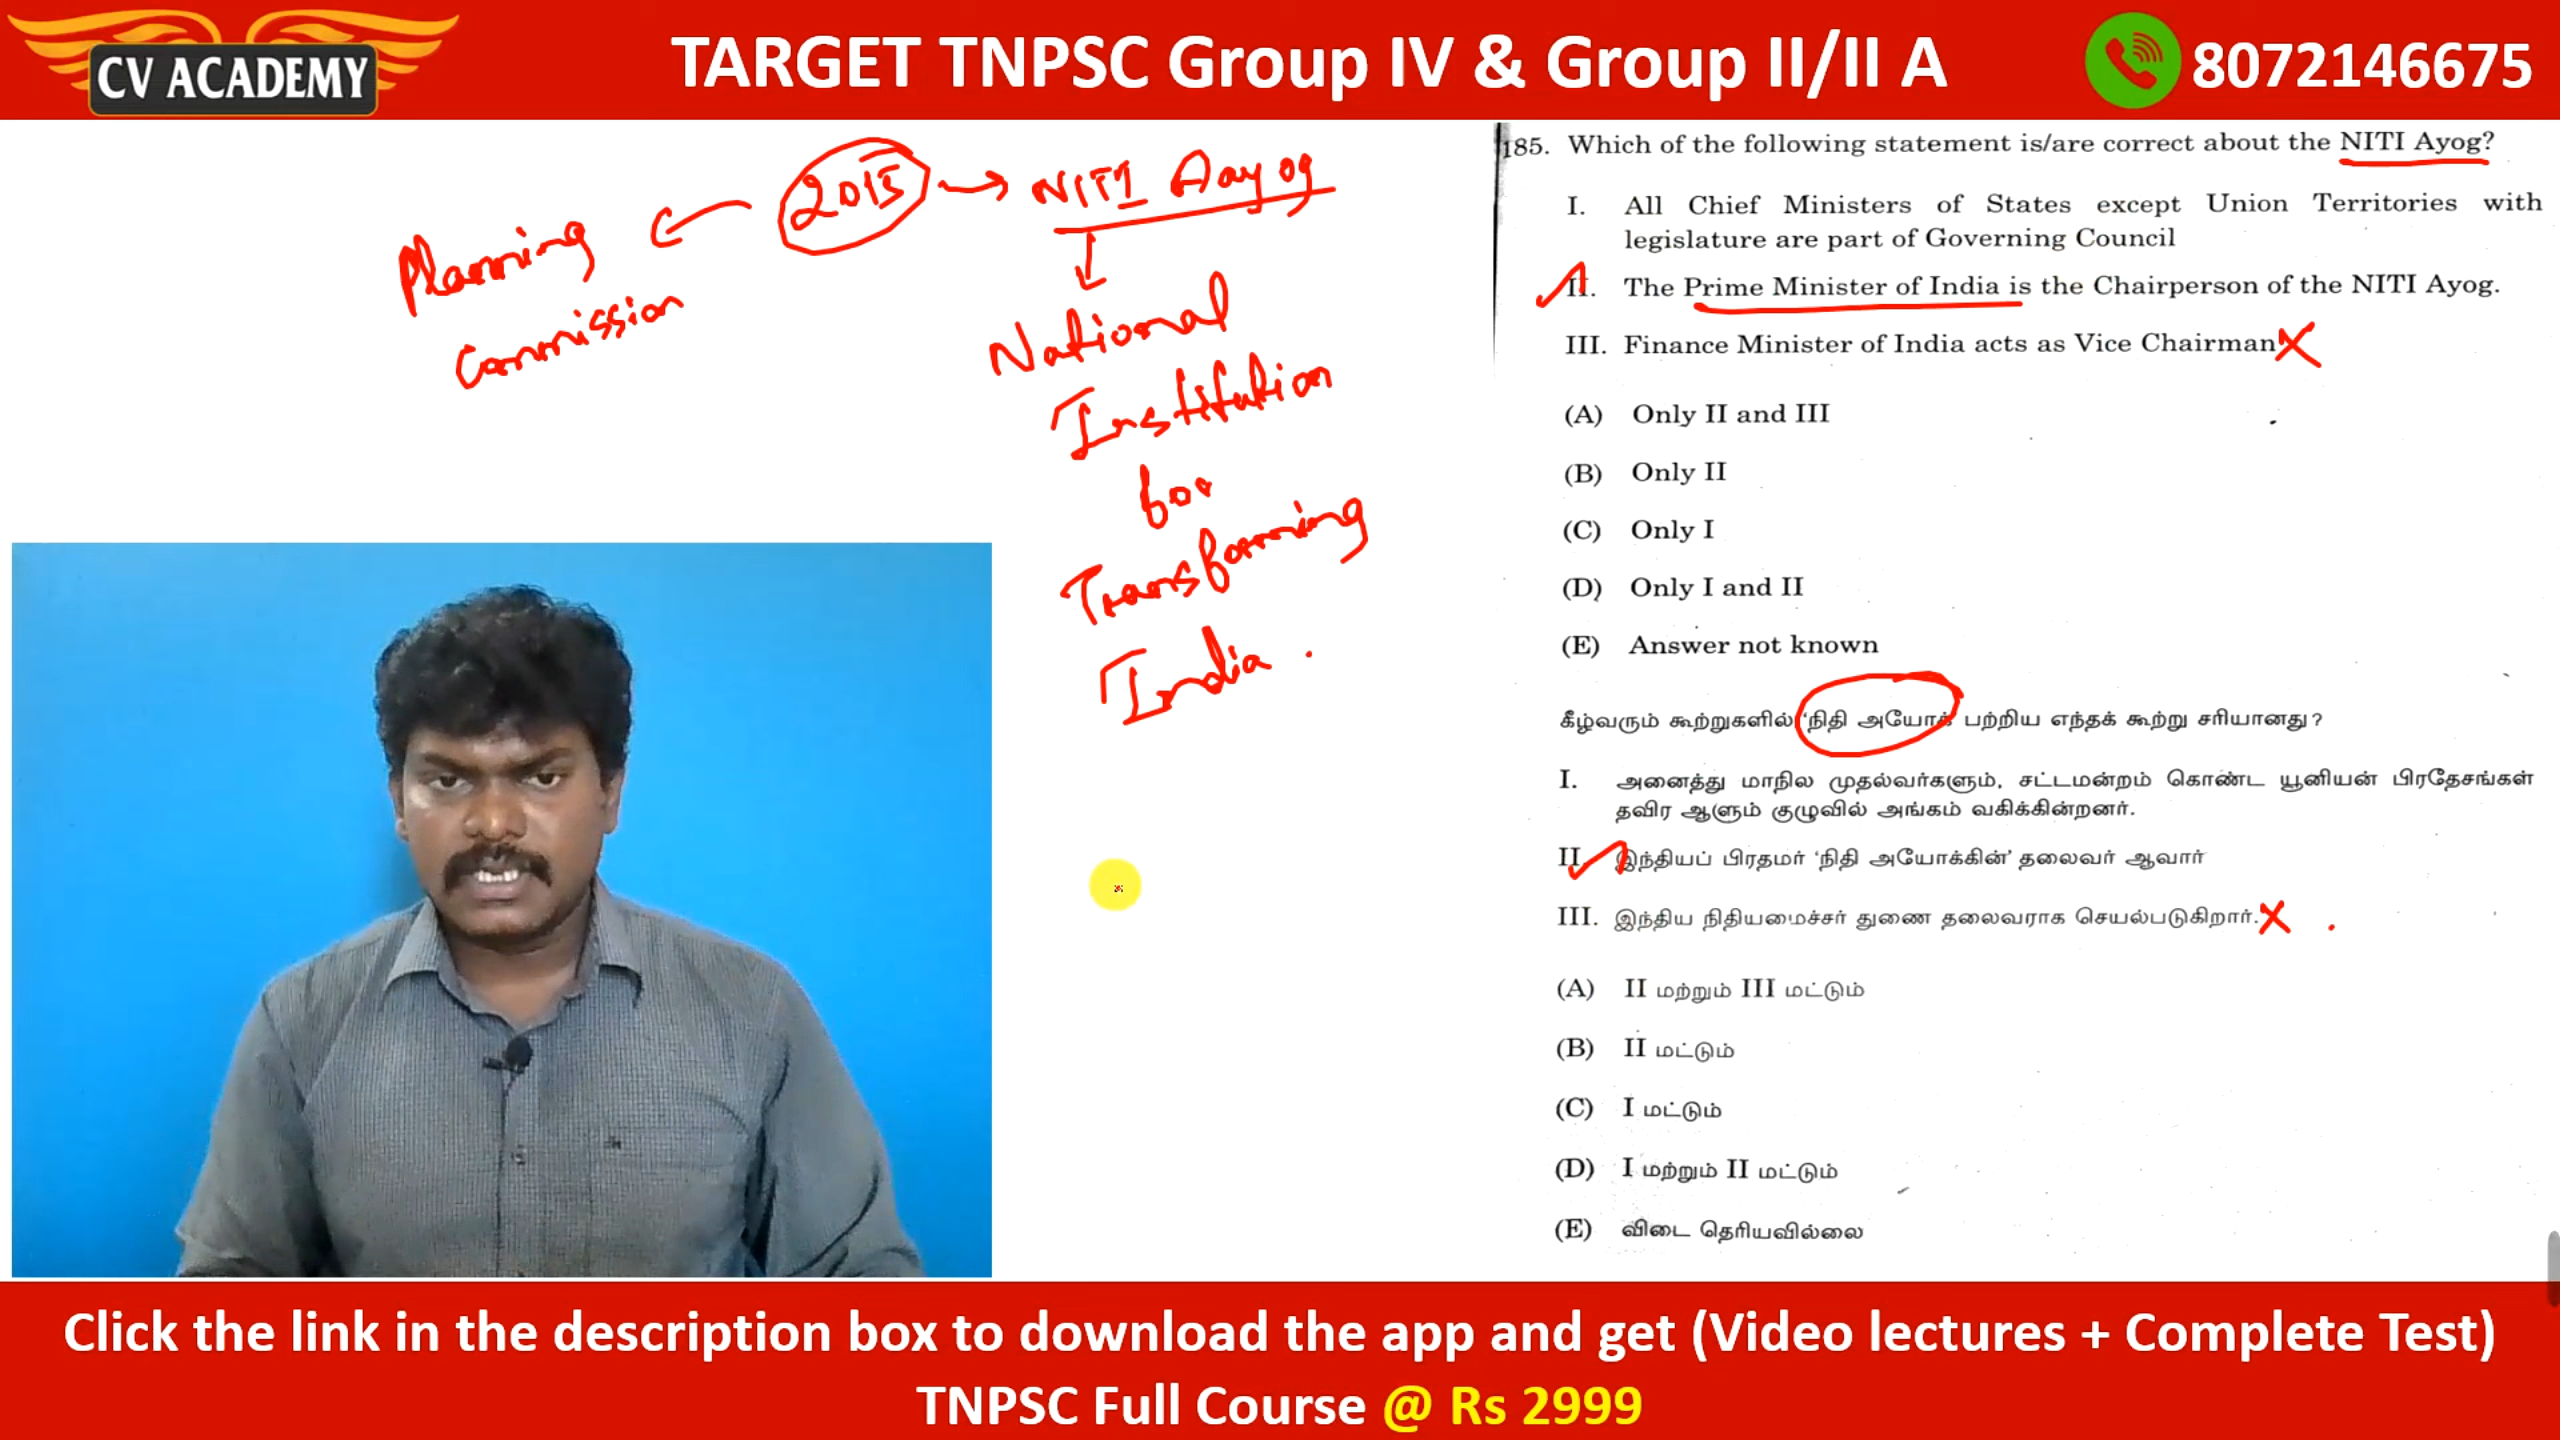 CV ACADEMY
TARGET TNPSC Group IV & Group II/II A
8072146675
2015 → NITI Aayog
Planning
Commission
National
Institution
for
Transforming
India.
185. Which of the following statement is/are correct about the NITI Ayog?
I. All Chief Ministers of States except Union Territories with
legislature are part of Governing Council
II. The Prime Minister of India is the Chairperson of the NITI Ayog.
III. Finance Minister of India acts as Vice Chairman
(A) Only II and III
(B) Only II
(C) Only I
(D) Only I and II
(E) Answer not known
கீழ்வரும் கூற்றுகளில் 'நிதி அயோக்' பற்றிய எந்தக் கூற்று சரியானது?
I. அனைத்து மாநில முதல்வர்களும், சட்டமன்றம் கொண்ட யூனியன் பிரதேசங்கள்
தவிர ஆளும் குழுவில் அங்கம் வகிக்கின்றனர்.
II. இந்தியப் பிரதமர் 'நிதி அயோக்கின்' தலைவர் ஆவார்
III. இந்திய நிதியமைச்சர் துணை தலைவராக செயல்படுகிறார்.
(A) II மற்றும் III மட்டும்
(B) II மட்டும்
(C) I மட்டும்
(D) I மற்றும் II மட்டும்
(E) விடை தெரியவில்லை
Click the link in the description box to download the app and get (Video lectures + Complete Test)
TNPSC Full Course @ Rs 2999